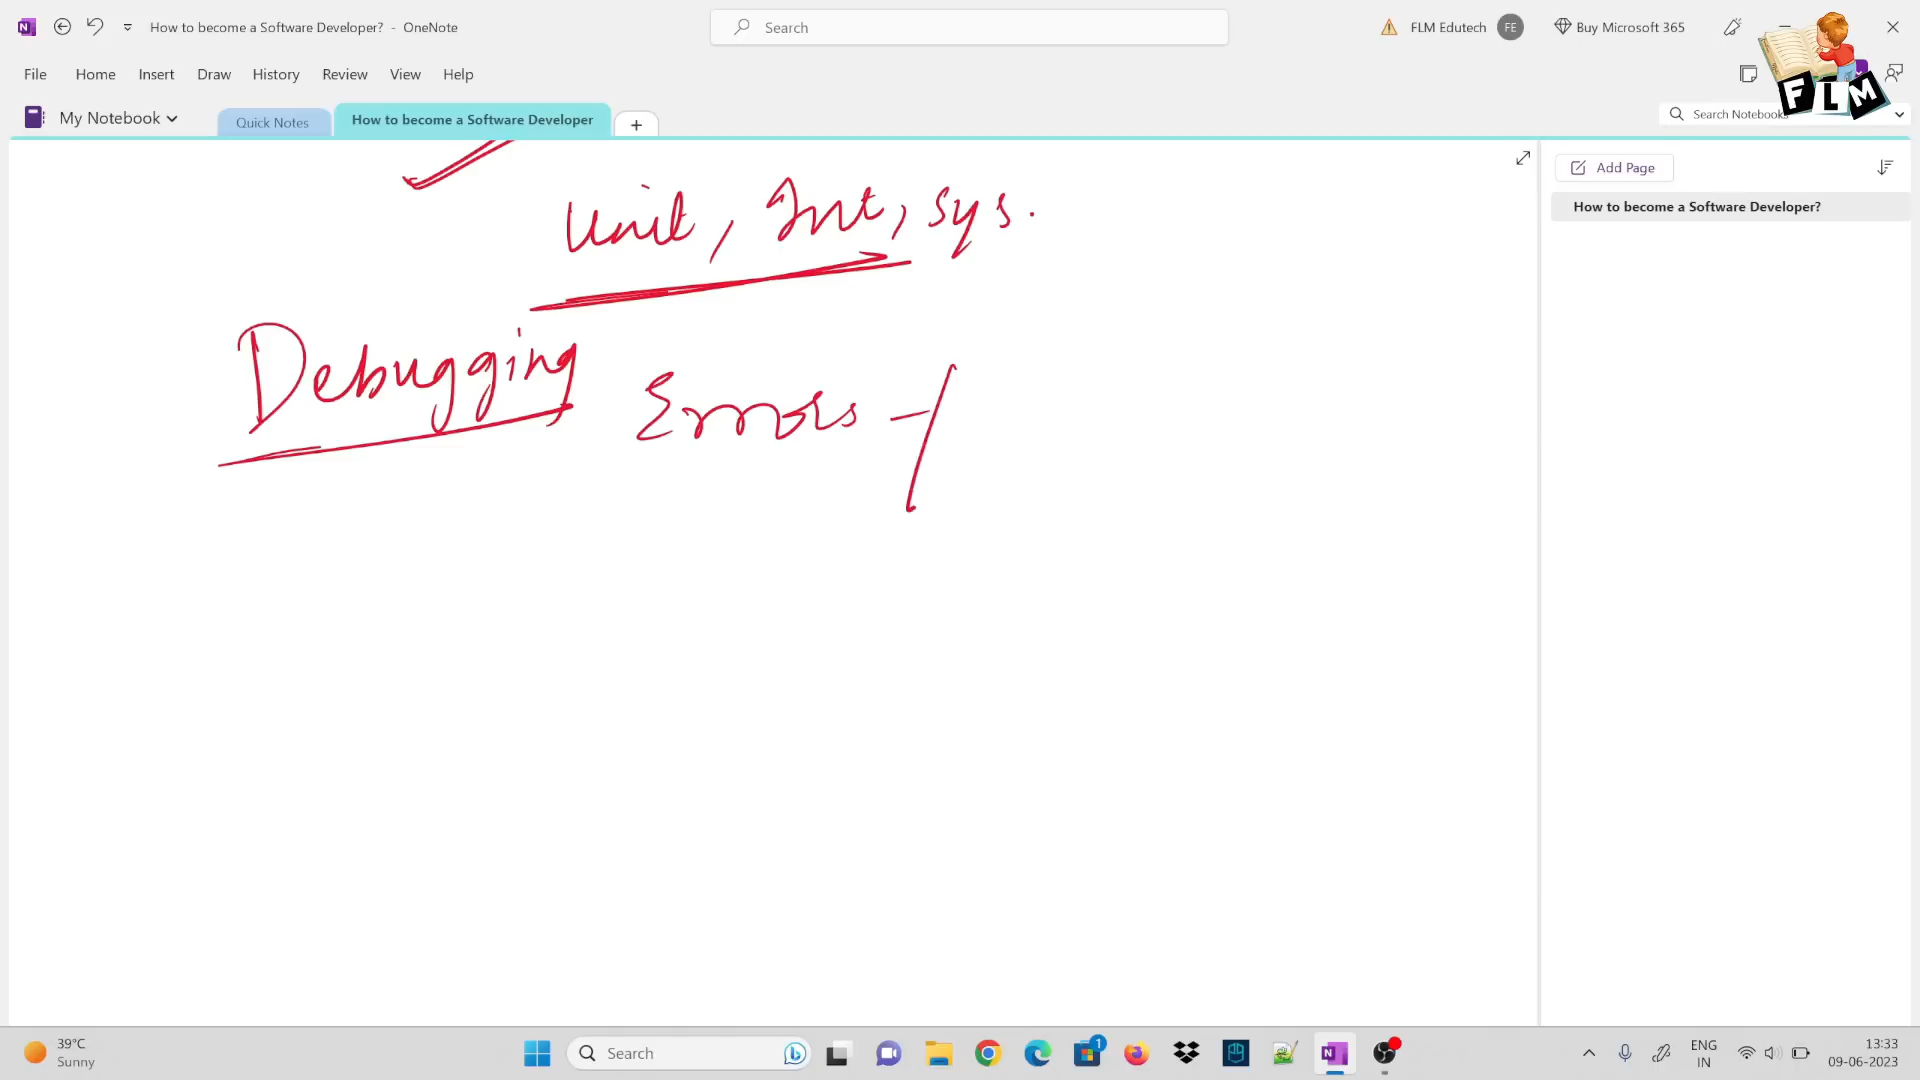 How to become a Software Developer? - OneNote
Search
FLM Edutech FE
Buy Microsoft 365
File Home Insert Draw History Review View Help
FLM
My Notebook
Quick Notes
How to become a Software Developer
+
Search Notebooks
Add Page
How to become a Software Developer?
Unit, Int, Sys.
Debugging
Errors -
39°C
Sunny
Search
1
ENG
IN
13:33
09-06-2023